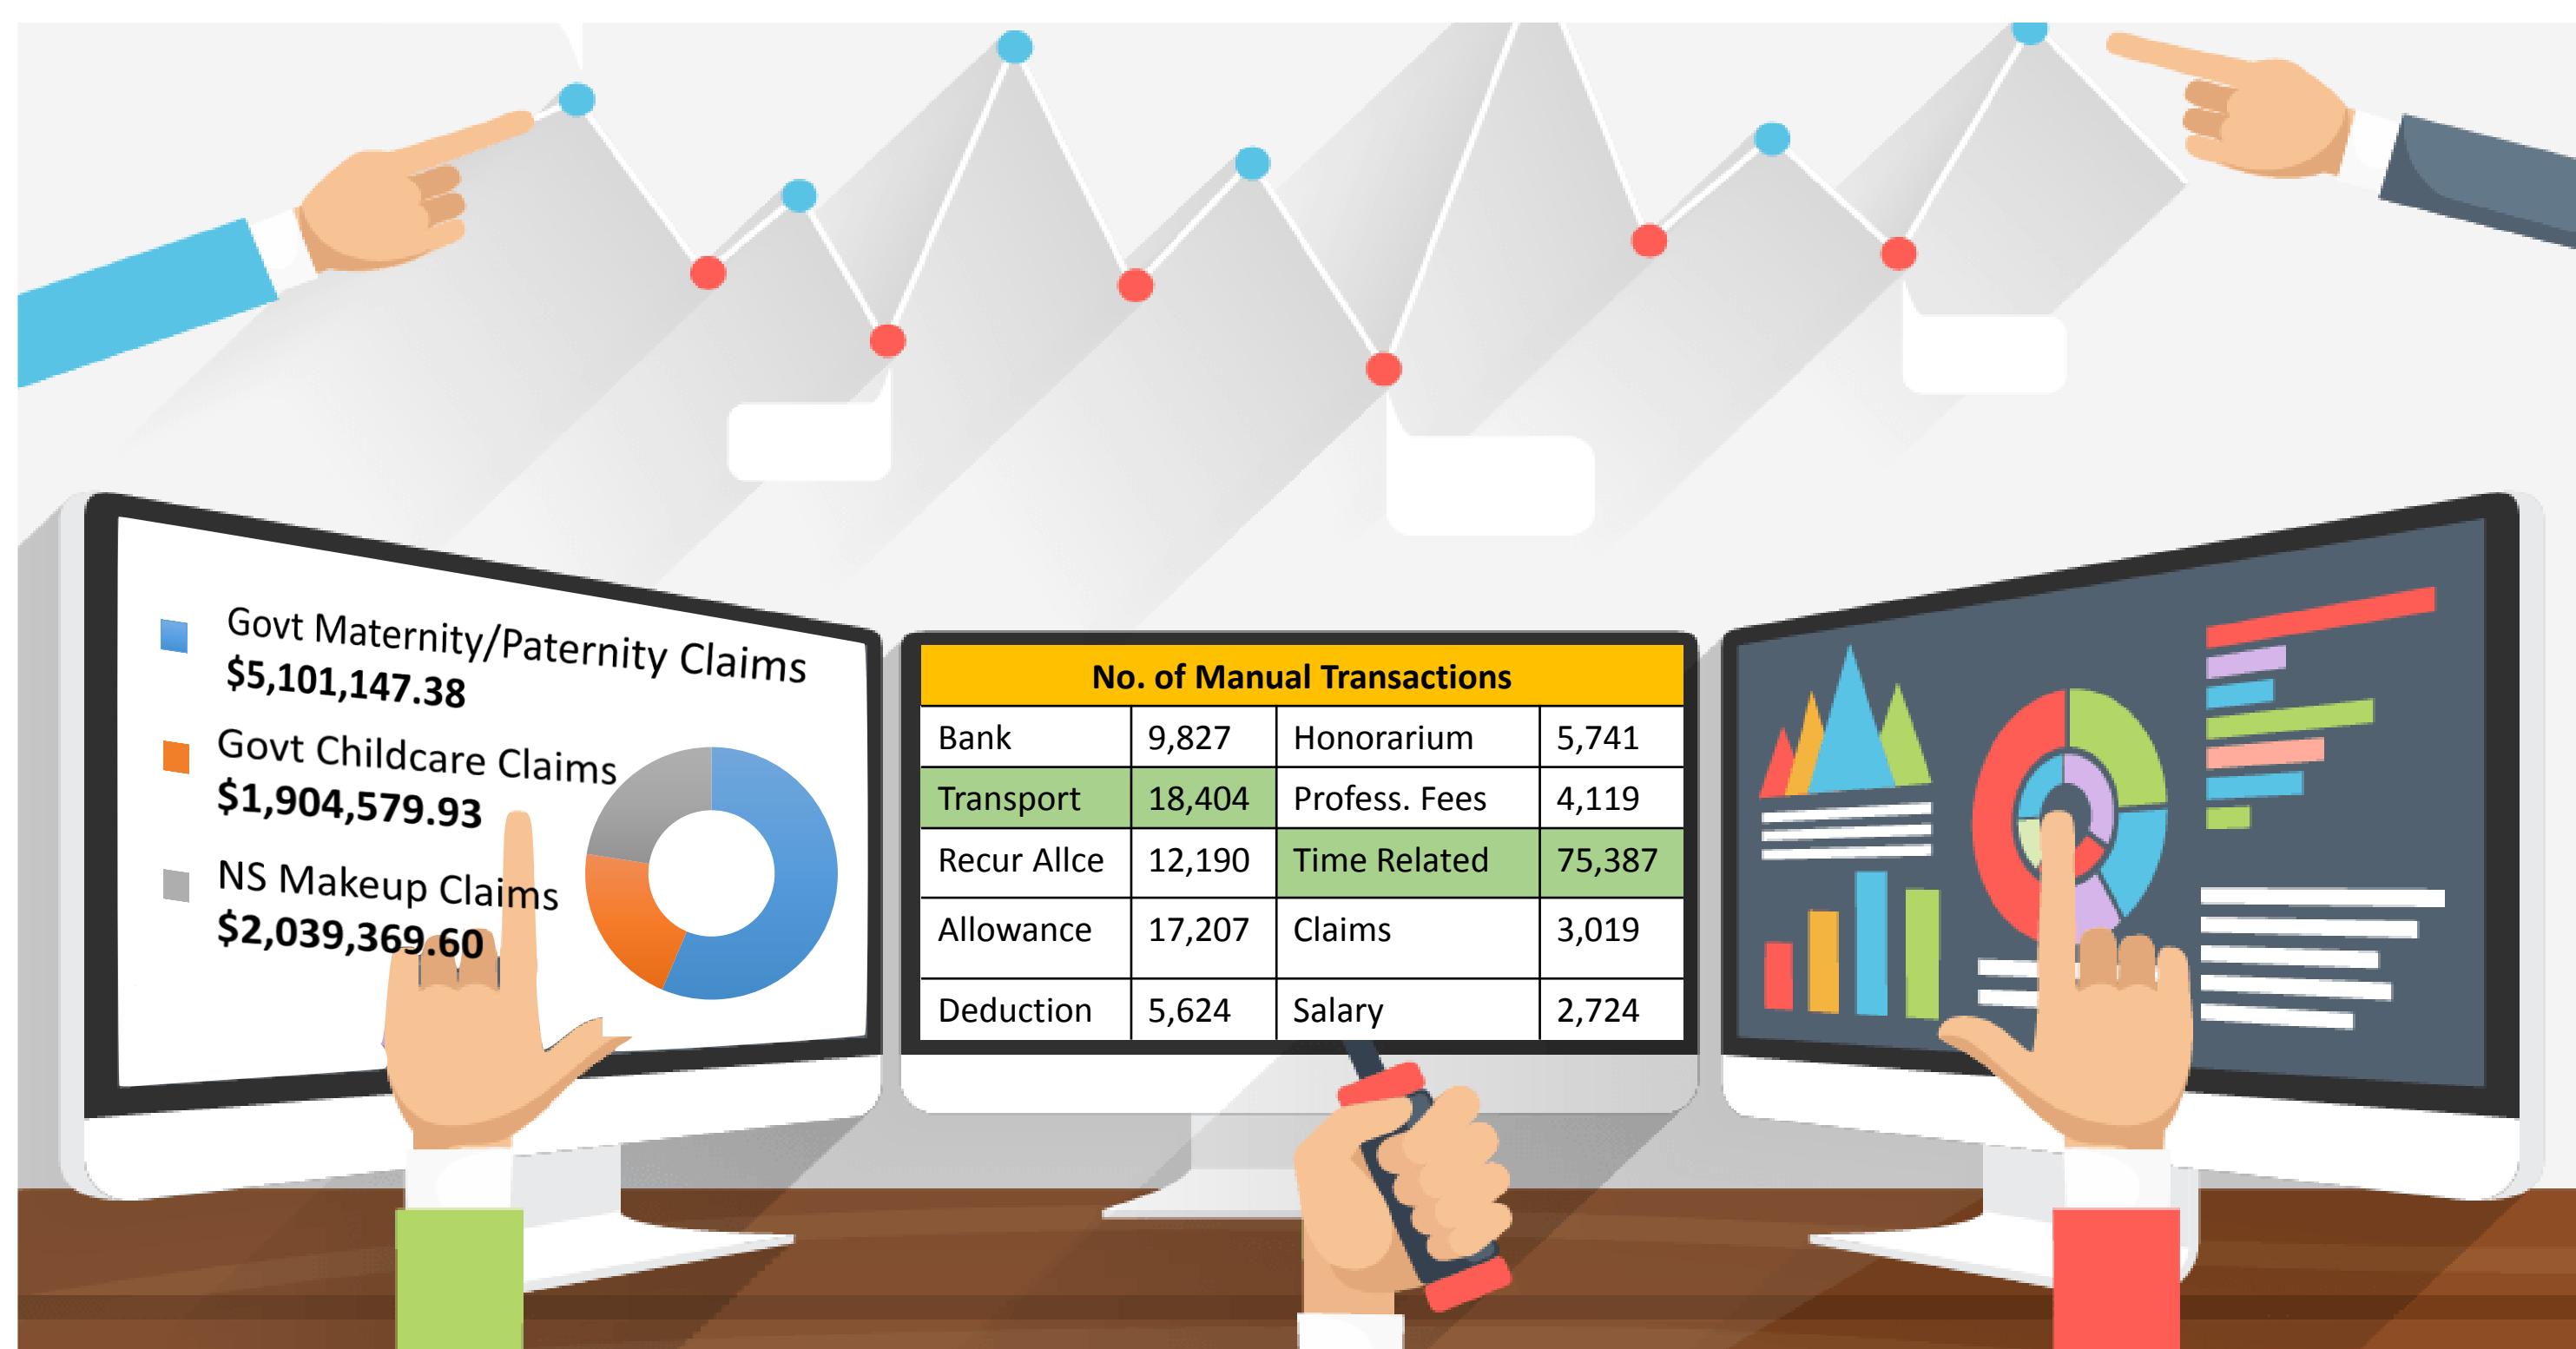 Govt Maternity/Paternity Claims
$5,101,147.38
Govt Childcare Claims
$1,904,579.93
NS Makeup Claims
$2,039,369.60
No. of Manual Transactions
Bank 9,827 Honorarium 5,741
Transport 18,404 Profess. Fees 4,119
Recur Allce 12,190 Time Related 75,387
Allowance 17,207 Claims 3,019
Deduction 5,624 Salary 2,724